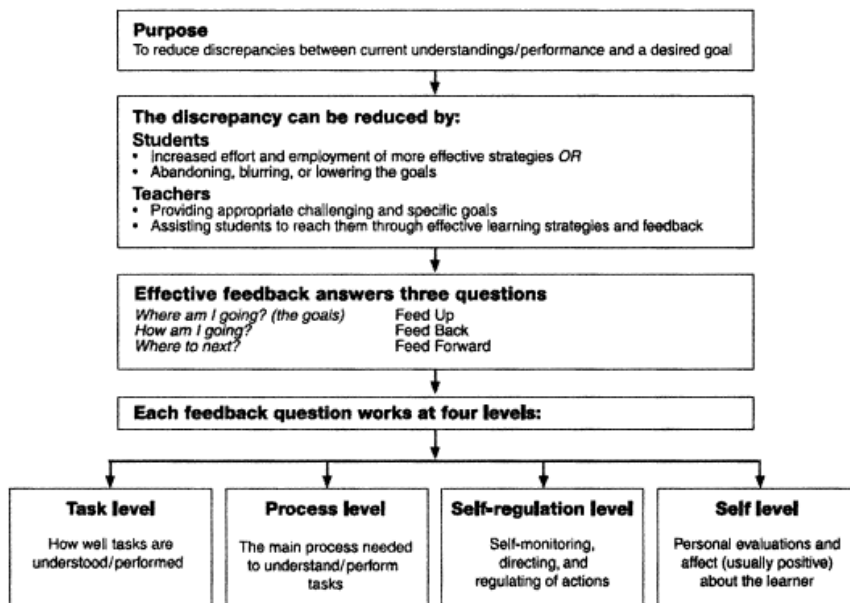 Purpose
To reduce discrepancies between current understandings/performance and a desired goal
The discrepancy can be reduced by:
Students
• Increased effort and employment of more effective strategies OR
• Abandoning, blurring, or lowering the goals
Teachers
• Providing appropriate challenging and specific goals
• Assisting students to reach them through effective learning strategies and feedback
Effective feedback answers three questions
Where am I going? (the goals) Feed Up
How am I going? Feed Back
Where to next? Feed Forward
Each feedback question works at four levels:
Task level
How well tasks are
understood/performed
Process level
The main process needed
to understand/perform
tasks
Self-regulation level
Self-monitoring,
directing, and
regulating of actions
Self level
Personal evaluations and
affect (usually positive)
about the learner